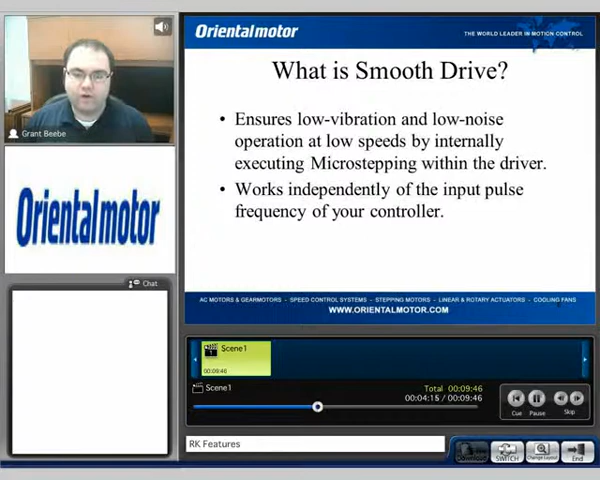 Grant Beebe
Orientalmotor
Chat
Orientalmotor
THE WORLD LEADER IN MOTION CONTROL
What is Smooth Drive?
• Ensures low-vibration and low-noise
operation at low speeds by internally
executing Microstepping within the driver.
• Works independently of the input pulse
frequency of your controller.
AC MOTORS & GEARMOTORS - SPEED CONTROL SYSTEMS - STEPPING MOTORS - LINEAR & ROTARY ACTUATORS - COOLING FANS
WWW.ORIENTALMOTOR.COM
1
Scene1
00:09:46
Scene1
Total 00:09:46
00:04:15 / 00:09:46
Cue Pause Skip
RK Features
Download SWITCH Change Layout End